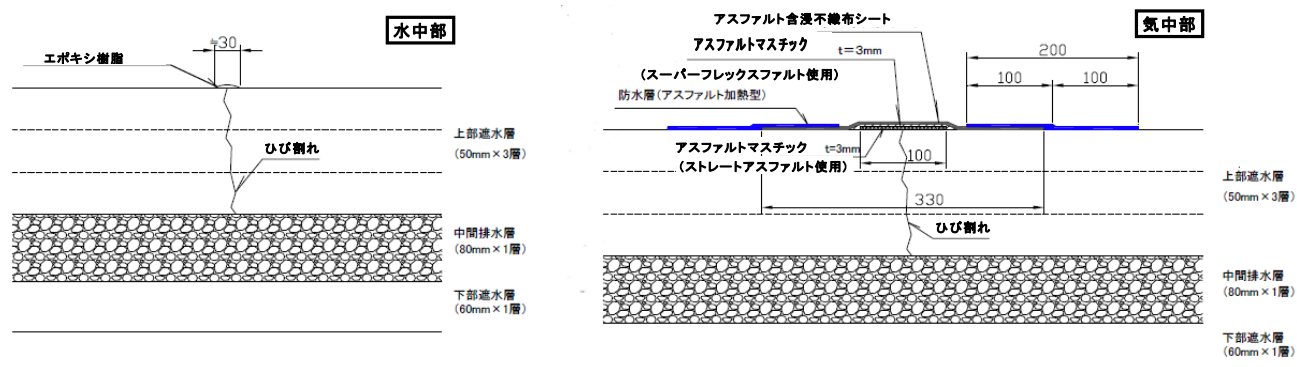 水中部
≒30
エポキシ樹脂
上部遮水層
(50mm×3層)
ひび割れ
中間排水層
(80mm×1層)
下部遮水層
(60mm×1層)
気中部
アスファルト含浸不織布シート
アスファルトマスチック t=3mm
(スーパーフレックスファルト使用)
防水層(アスファルト加熱型)
200
100 100
アスファルトマスチック t=3mm
(ストレートアスファルト使用)
100
330
上部遮水層
(50mm×3層)
ひび割れ
中間排水層
(80mm×1層)
下部遮水層
(60mm×1層)